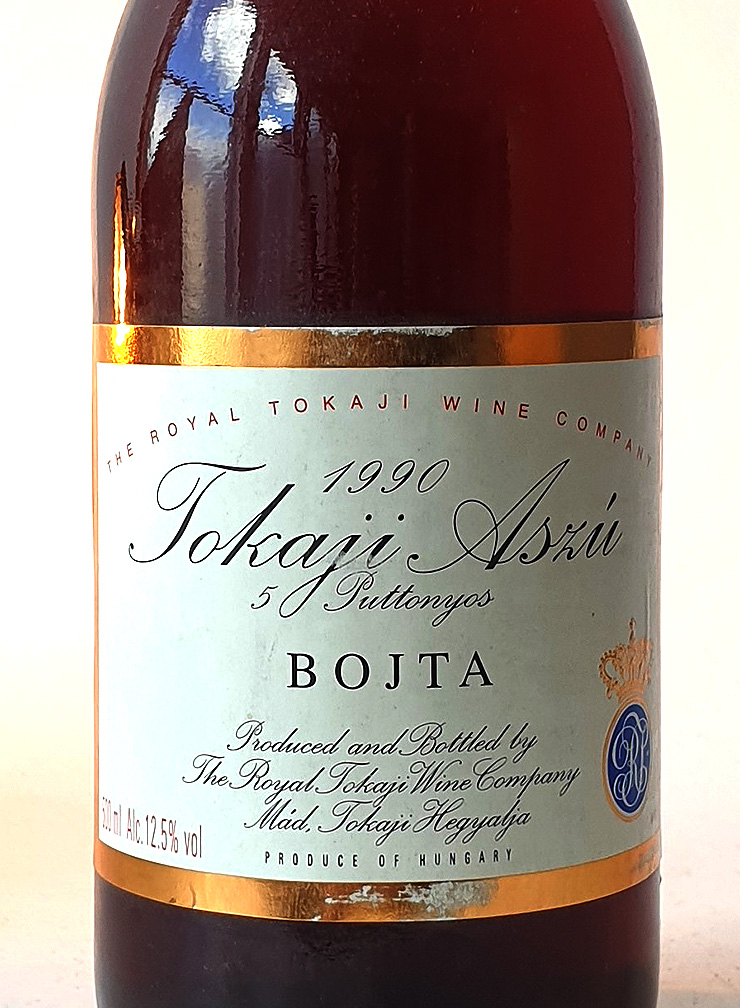 THE ROYAL TOKAJI WINE COMPANY
1990
Tokaji Aszú
5 Puttonyos
BOJTA
Produced and Bottled by
The Royal Tokaji Wine Company
Mád, Tokaji Hegyalja
500 ml Alc.12.5% vol
PRODUCE OF HUNGARY